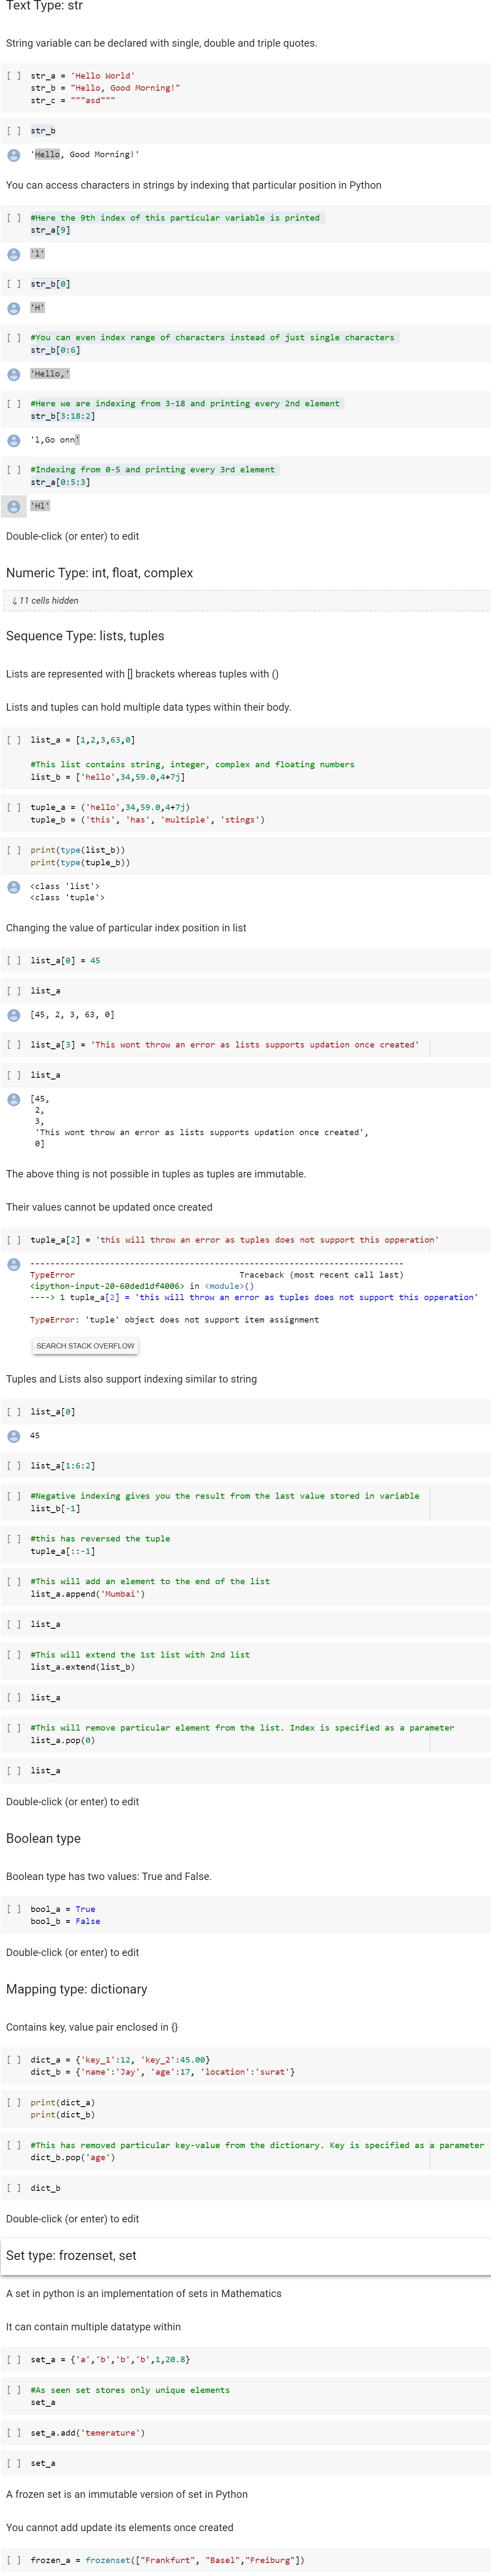 Text Type: str
String variable can be declared with single, double and triple quotes.
[ ] str_a = 'Hello World'
str_b = "Hello, Good Morning!"
str_c = """asd"""
[ ] str_b
'Hello, Good Morning!'
You can access characters in strings by indexing that particular position in Python
[ ] #Here the 9th index of this particular variable is printed
str_a[9]
'l'
[ ] str_b[0]
'H'
[ ] #You can even index range of characters instead of just single characters
str_b[0:6]
'Hello,'
[ ] #Here we are indexing from 3-18 and printing every 2nd element
str_b[3:18:2]
'l,Go onn'
[ ] #Indexing from 0-5 and printing every 3rd element
str_a[0:5:3]
'Hl'
Double-click (or enter) to edit
Numeric Type: int, float, complex
↳ 11 cells hidden
Sequence Type: lists, tuples
Lists are represented with [] brackets whereas tuples with ()
Lists and tuples can hold multiple data types within their body.
[ ] list_a = [1,2,3,63,0]
#This list contains string, integer, complex and floating numbers
list_b = ['hello',34,59.0,4+7j]
[ ] tuple_a = ('hello',34,59.0,4+7j)
tuple_b = ('this', 'has', 'multiple', 'stings')
[ ] print(type(list_b))
print(type(tuple_b))
<class 'list'>
<class 'tuple'>
Changing the value of particular index position in list
[ ] list_a[0] = 45
[ ] list_a
[45, 2, 3, 63, 0]
[ ] list_a[3] = 'This wont throw an error as lists supports updation once created'
[ ] list_a
[45,
2,
3,
'This wont throw an error as lists supports updation once created',
0]
The above thing is not possible in tuples as tuples are immutable.
Their values cannot be updated once created
[ ] tuple_a[2] = 'this will throw an error as tuples does not support this opperation'
---------------------------------------------------------------------------
TypeError Traceback (most recent call last)
<ipython-input-20-60ded1df4006> in <module>()
----> 1 tuple_a[2] = 'this will throw an error as tuples does not support this opperation'
TypeError: 'tuple' object does not support item assignment
SEARCH STACK OVERFLOW
Tuples and Lists also support indexing similar to string
[ ] list_a[0]
45
[ ] list_a[1:6:2]
[ ] #Negative indexing gives you the result from the last value stored in variable
list_b[-1]
[ ] #this has reversed the tuple
tuple_a[::-1]
[ ] #This will add an element to the end of the list
list_a.append('Mumbai')
[ ] list_a
[ ] #This will extend the 1st list with 2nd list
list_a.extend(list_b)
[ ] list_a
[ ] #This will remove particular element from the list. Index is specified as a parameter
list_a.pop(0)
[ ] list_a
Double-click (or enter) to edit
Boolean type
Boolean type has two values: True and False.
[ ] bool_a = True
bool_b = False
Double-click (or enter) to edit
Mapping type: dictionary
Contains key, value pair enclosed in {}
[ ] dict_a = {'key_1':12, 'key_2':45.00}
dict_b = {'name':'Jay', 'age':17, 'location':'surat'}
[ ] print(dict_a)
print(dict_b)
[ ] #This has removed particular key-value from the dictionary. Key is specified as a parameter
dict_b.pop('age')
[ ] dict_b
Double-click (or enter) to edit
Set type: frozenset, set
A set in python is an implementation of sets in Mathematics
It can contain multiple datatype within
[ ] set_a = {'a','b','b','b',1,20.8}
[ ] #As seen set stores only unique elements
set_a
[ ] set_a.add('temerature')
[ ] set_a
A frozen set is an immutable version of set in Python
You cannot add update its elements once created
[ ] frozen_a = frozenset(["Frankfurt", "Basel","Freiburg"])